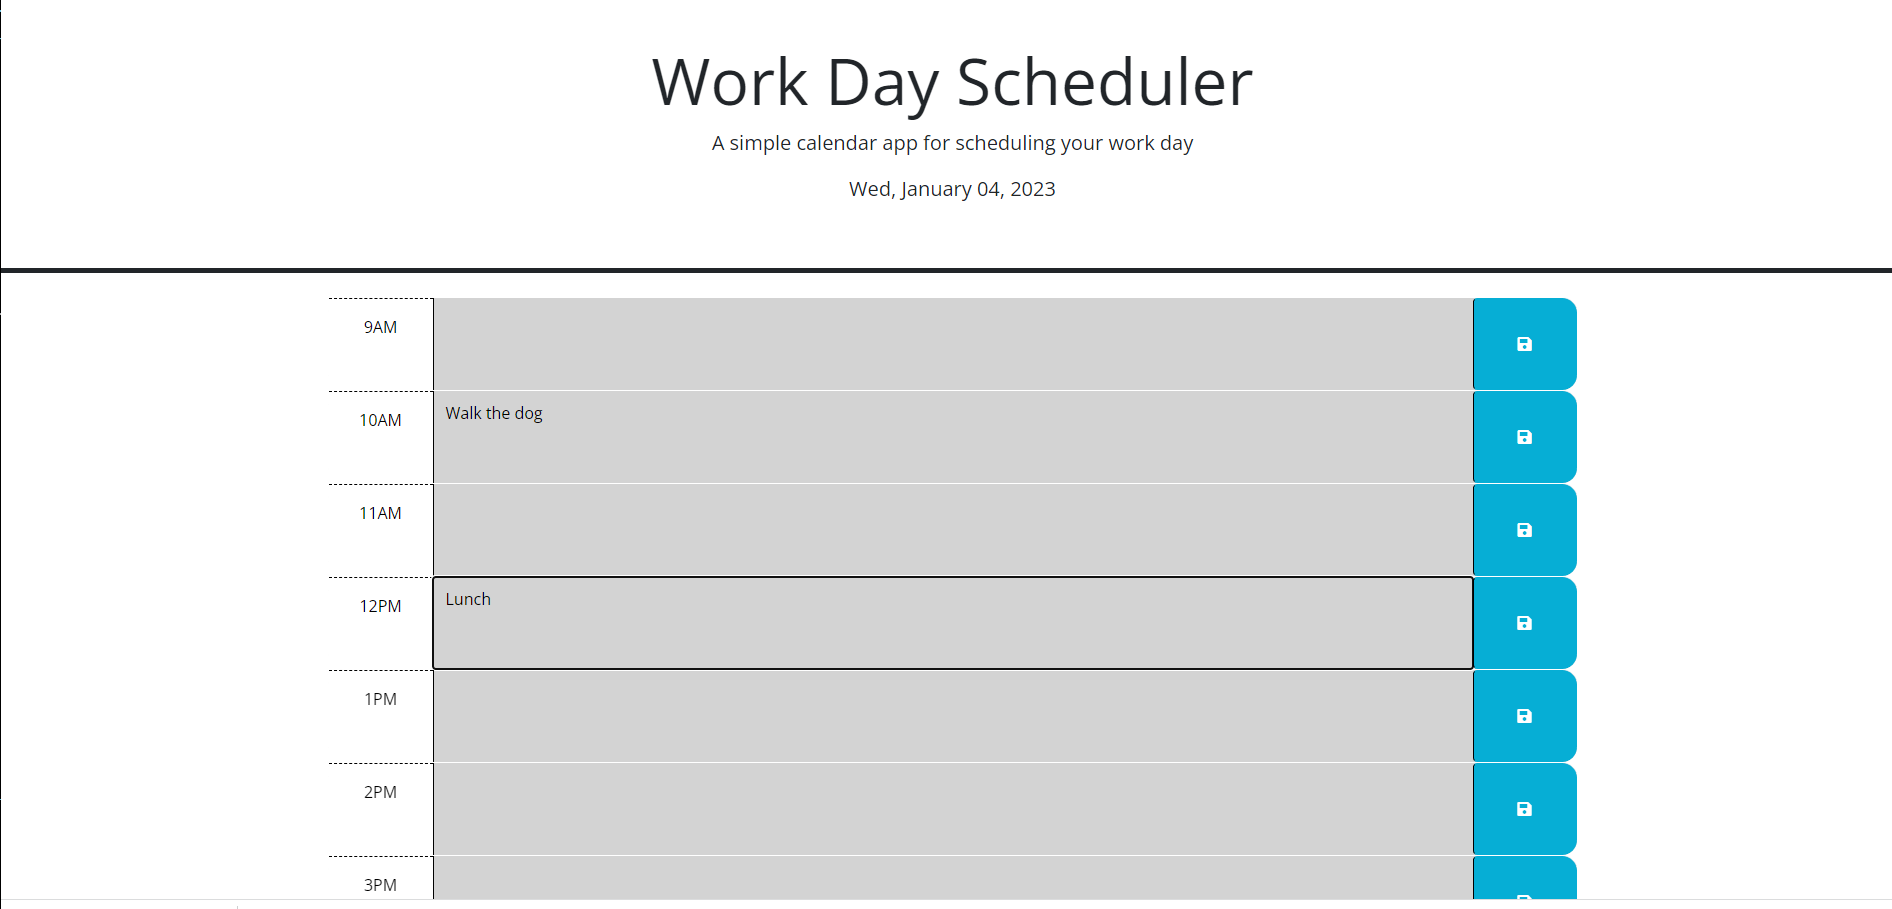 Work Day Scheduler
A simple calendar app for scheduling your work day
Wed, January 04, 2023
9AM
10AM Walk the dog
11AM
12PM Lunch
1PM
2PM
3PM